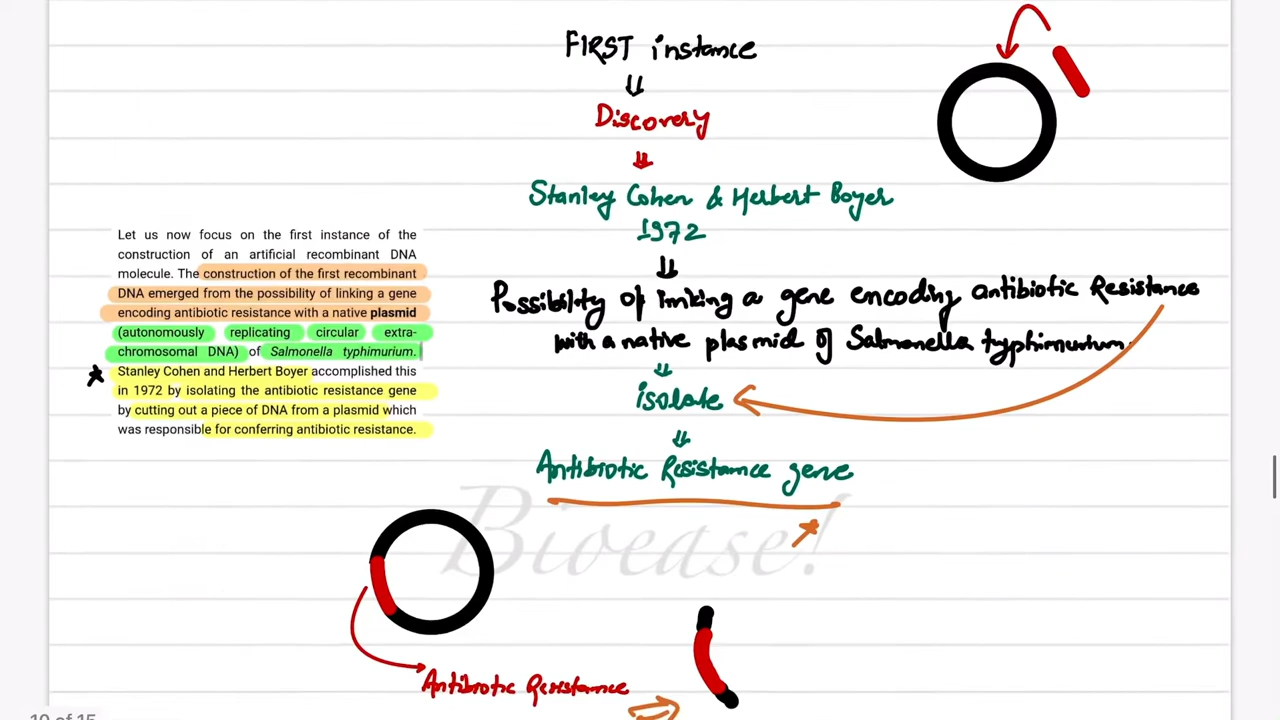 FIRST instance
Discovery
Stanley Cohen & Herbert Boyer
1972
Possibility of linking a gene encoding antibiotic Resistance
with a native plasmid of Salmonella typhimurium.
isolate
Antibiotic Resistance gene
Let us now focus on the first instance of the
construction of an artificial recombinant DNA
molecule. The construction of the first recombinant
DNA emerged from the possibility of linking a gene
encoding antibiotic resistance with a native plasmid
(autonomously replicating circular extra-
chromosomal DNA) of Salmonella typhimurium.
Stanley Cohen and Herbert Boyer accomplished this
in 1972 by isolating the antibiotic resistance gene
by cutting out a piece of DNA from a plasmid which
was responsible for conferring antibiotic resistance.
Bioease!
Antibiotic Resistance
10 of 15